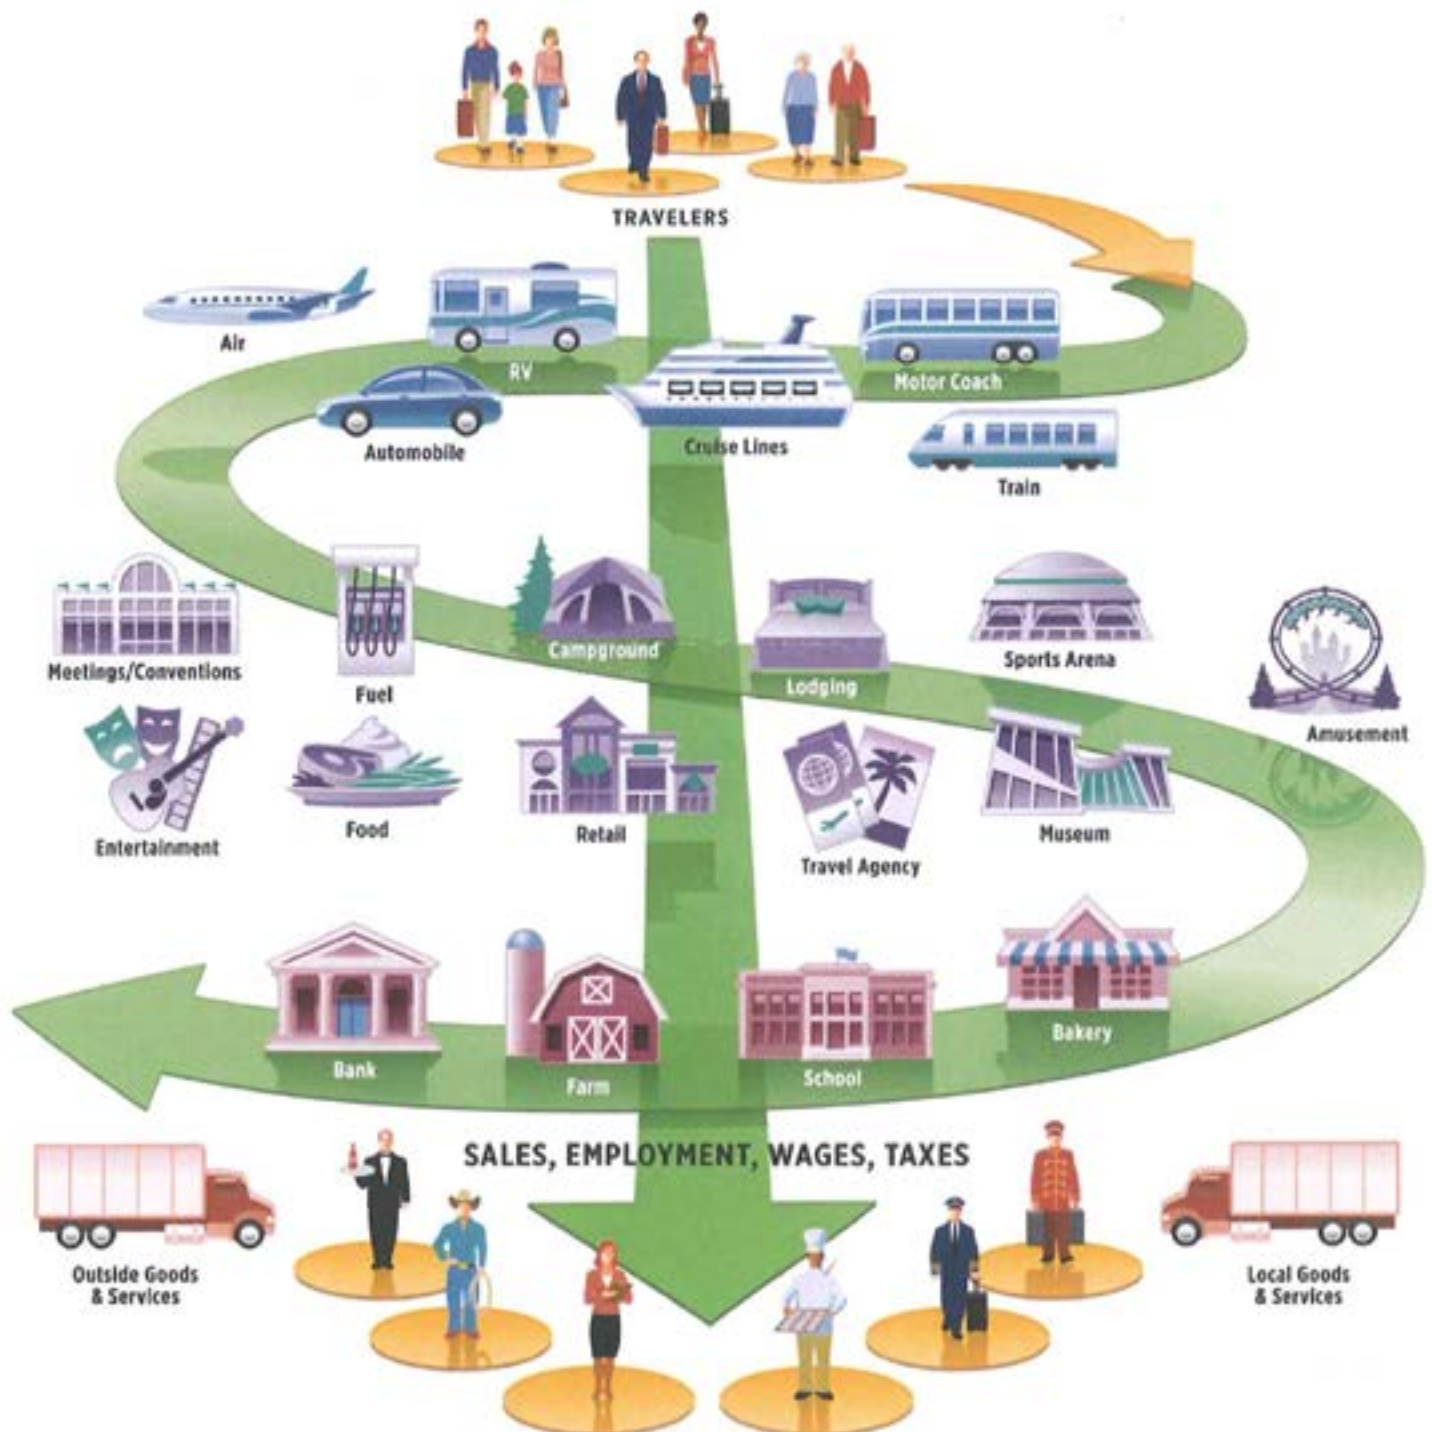 TRAVELERS
Air
RV
Motor Coach
Automobile
Cruise Lines
Train
Meetings/Conventions
Fuel
Campground
Lodging
Sports Arena
Amusement
Entertainment
Food
Retail
Travel Agency
Museum
Bank
Farm
School
Bakery
SALES, EMPLOYMENT, WAGES, TAXES
Outside Goods
& Services
Local Goods
& Services